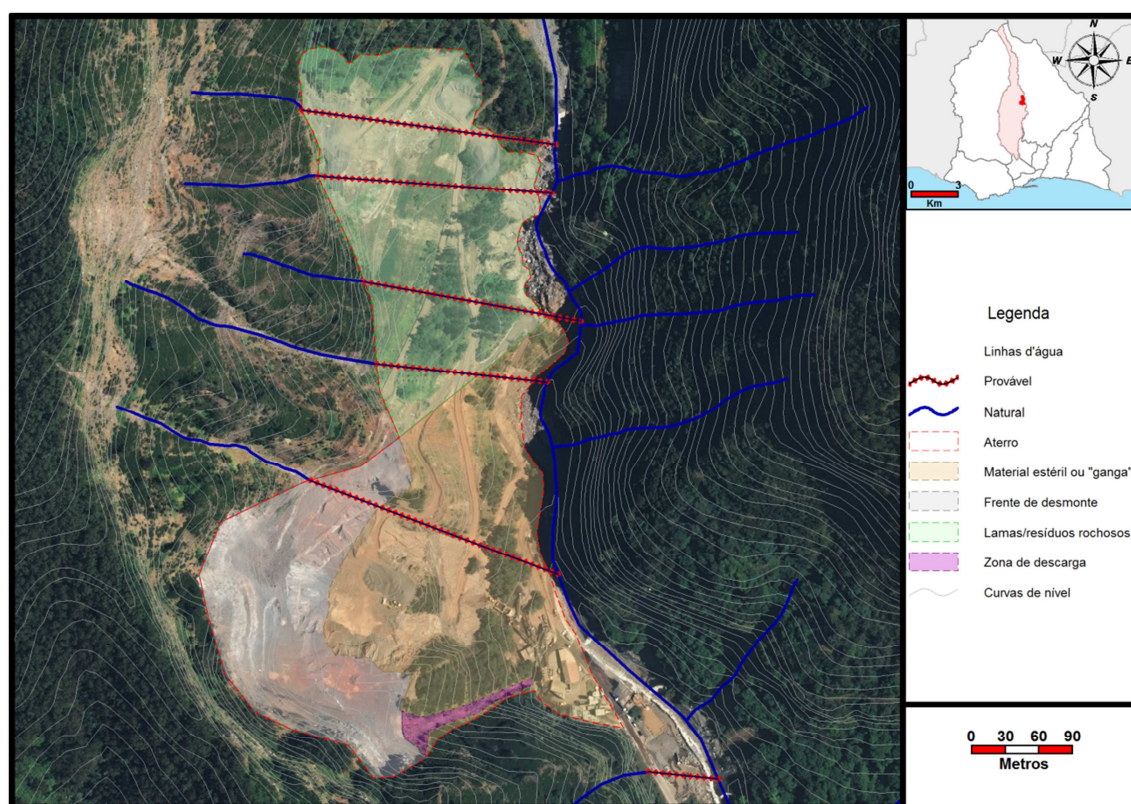 N
W E
S
0 3
Km
Legenda
Linhas d'água
Provável
Natural
Aterro
Material estéril ou "ganga"
Frente de desmonte
Lamas/resíduos rochosos
Zona de descarga
Curvas de nível
0 30 60 90
Metros